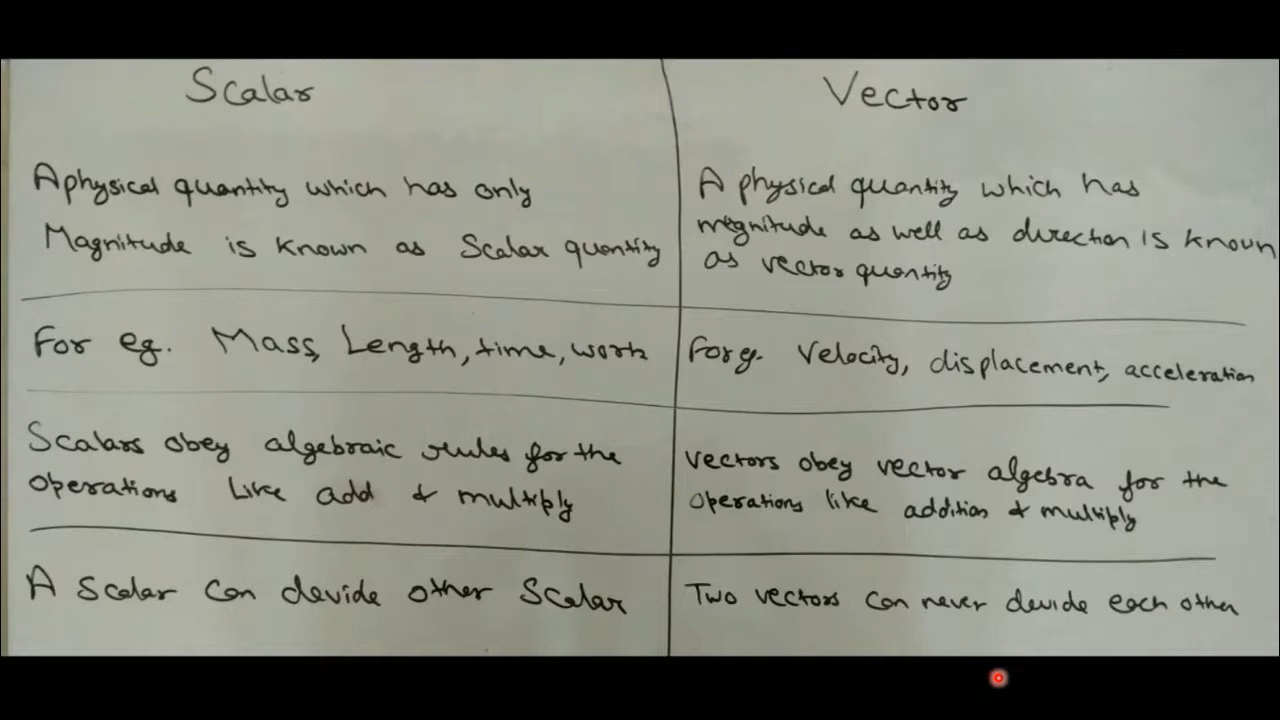 Scalar
Vector
A physical quantity which has only
Magnitude is known as Scalar quantity
A physical quantity which has
megnitude as well as direction is known
as vector quantity
For eg. Mass, Length, time, work
For eg. Velocity, displacement, acceleration
Scalars obey algebraic rules for the
operations like add & multiply
Vectors obey vector algebra for the
operations like addition & multiply
A Scalar can devide other Scalar
Two vectors can never devide each other